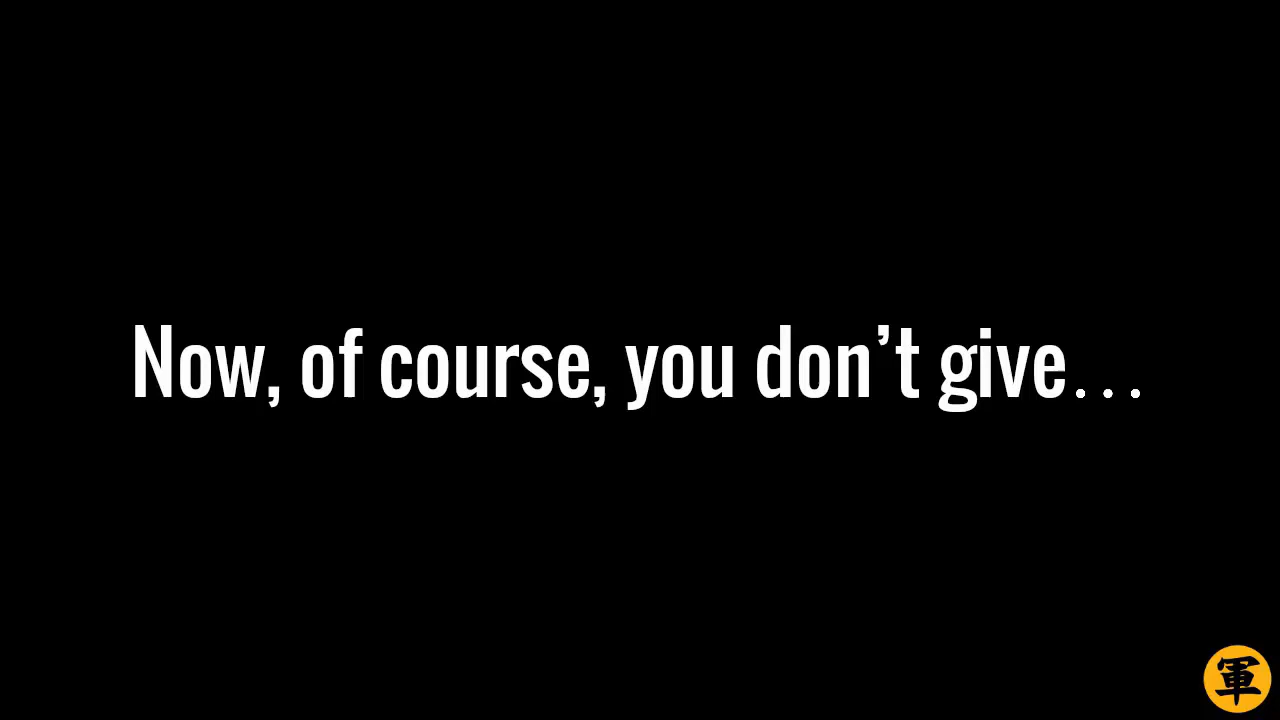 Now, of course, you don’t give…
軍